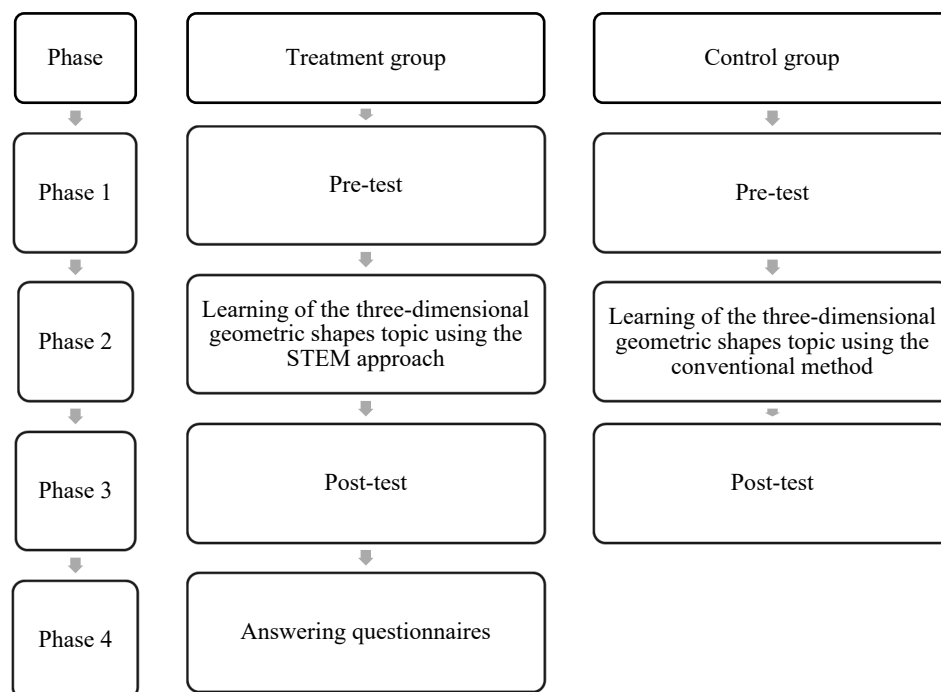 Phase
Treatment group
Control group
Phase 1
Pre-test
Pre-test
Phase 2
Learning of the three-dimensional
geometric shapes topic using the
STEM approach
Learning of the three-dimensional
geometric shapes topic using the
conventional method
Phase 3
Post-test
Post-test
Phase 4
Answering questionnaires